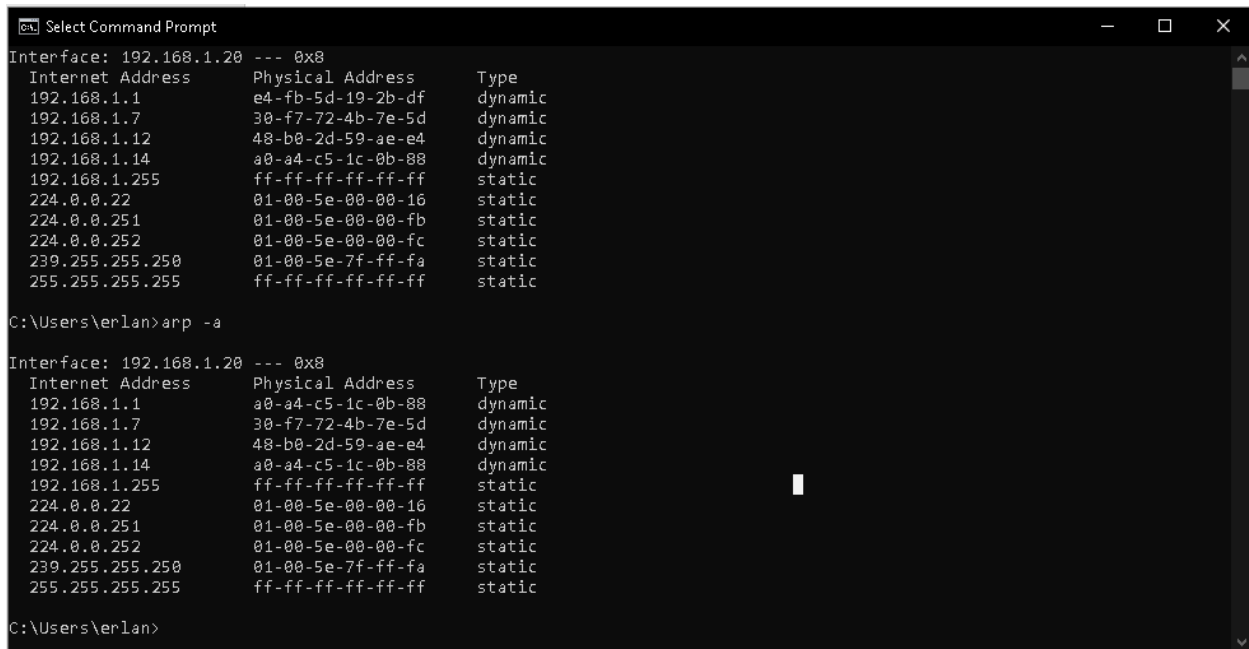 Select Command Prompt
Interface: 192.168.1.20 --- 0x8
Internet Address Physical Address Type
192.168.1.1 e4-fb-5d-19-2b-df dynamic
192.168.1.7 30-f7-72-4b-7e-5d dynamic
192.168.1.12 48-b0-2d-59-ae-e4 dynamic
192.168.1.14 a0-a4-c5-1c-0b-88 dynamic
192.168.1.255 ff-ff-ff-ff-ff-ff static
224.0.0.22 01-00-5e-00-00-16 static
224.0.0.251 01-00-5e-00-00-fb static
224.0.0.252 01-00-5e-00-00-fc static
239.255.255.250 01-00-5e-7f-ff-fa static
255.255.255.255 ff-ff-ff-ff-ff-ff static
C:\Users\erlan>arp -a
Interface: 192.168.1.20 --- 0x8
Internet Address Physical Address Type
192.168.1.1 a0-a4-c5-1c-0b-88 dynamic
192.168.1.7 30-f7-72-4b-7e-5d dynamic
192.168.1.12 48-b0-2d-59-ae-e4 dynamic
192.168.1.14 a0-a4-c5-1c-0b-88 dynamic
192.168.1.255 ff-ff-ff-ff-ff-ff static
224.0.0.22 01-00-5e-00-00-16 static
224.0.0.251 01-00-5e-00-00-fb static
224.0.0.252 01-00-5e-00-00-fc static
239.255.255.250 01-00-5e-7f-ff-fa static
255.255.255.255 ff-ff-ff-ff-ff-ff static
C:\Users\erlan>